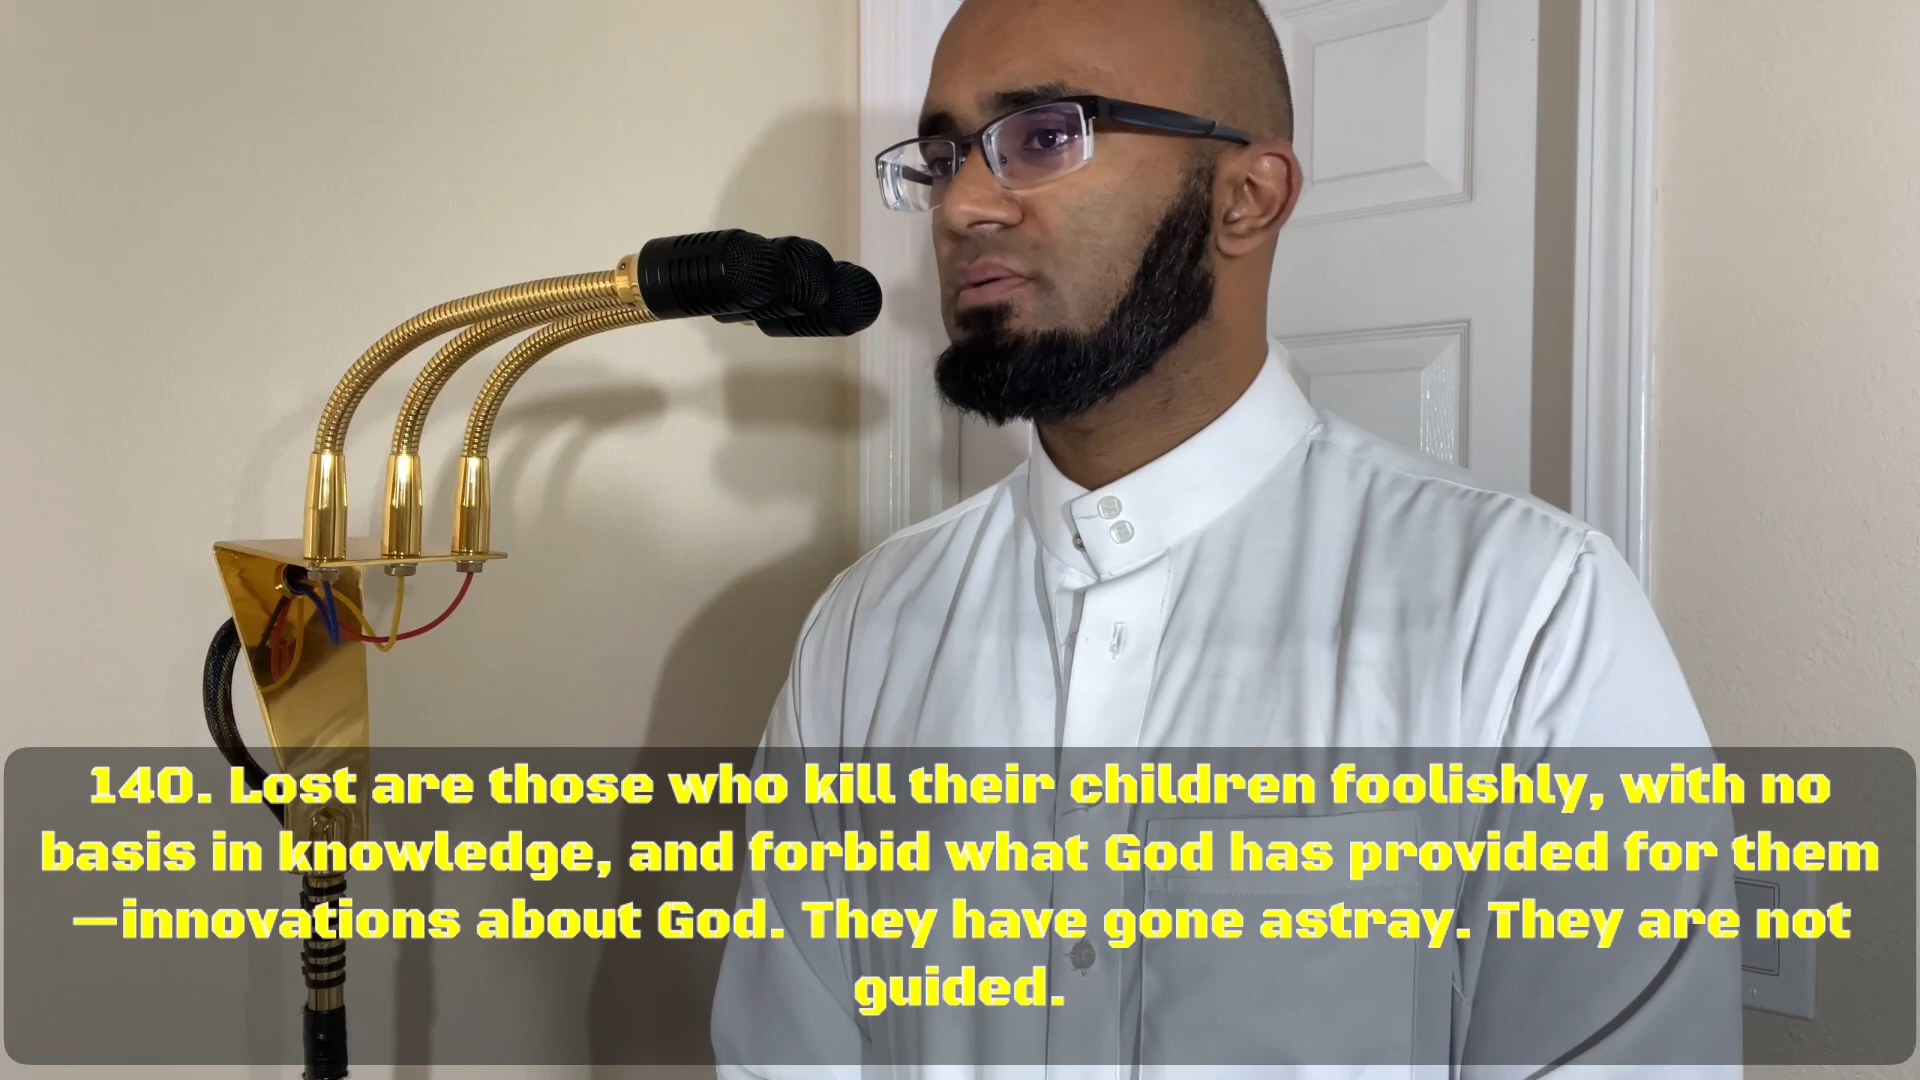 140. Lost are those who kill their children foolishly, with no
basis in knowledge, and forbid what God has provided for them
—innovations about God. They have gone astray. They are not
guided.